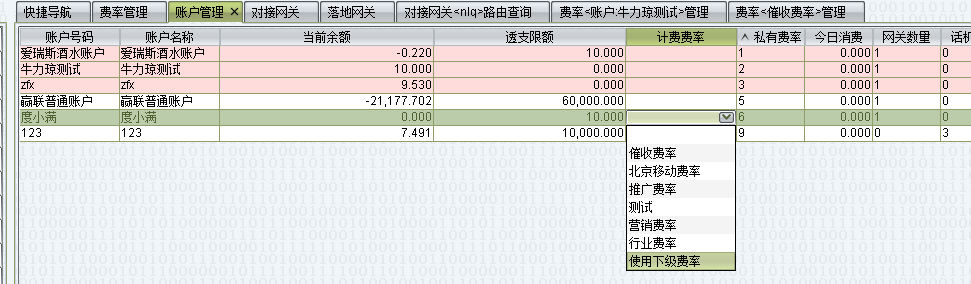 快捷导航 费率管理 账户管理 × 对接网关 落地网关 对接网关<nlq>路由查询 费率<账户:牛力琼测试>管理 费率<催收费率>管理
账户号码 账户名称 当前余额 透支限额 计费费率 ^ 私有费率 今日消费 网关数量 话机
爱瑞斯酒水账户 爱瑞斯酒水账户 -0.220 10.000 1 0.000 1 0
牛力琼测试 牛力琼测试 10.000 0.000 2 0.000 1 0
zfx zfx 9.530 0.000 3 0.000 1 0
赢联普通账户 赢联普通账户 -21,177.702 60,000.000 5 0.000 1 0
度小满 度小满 0.000 10.000 6 0.000 1 0
123 123 7.491 10,000.000 9 0.000 0 3
催收费率
北京移动费率
推广费率
测试
营销费率
行业费率
使用下级费率